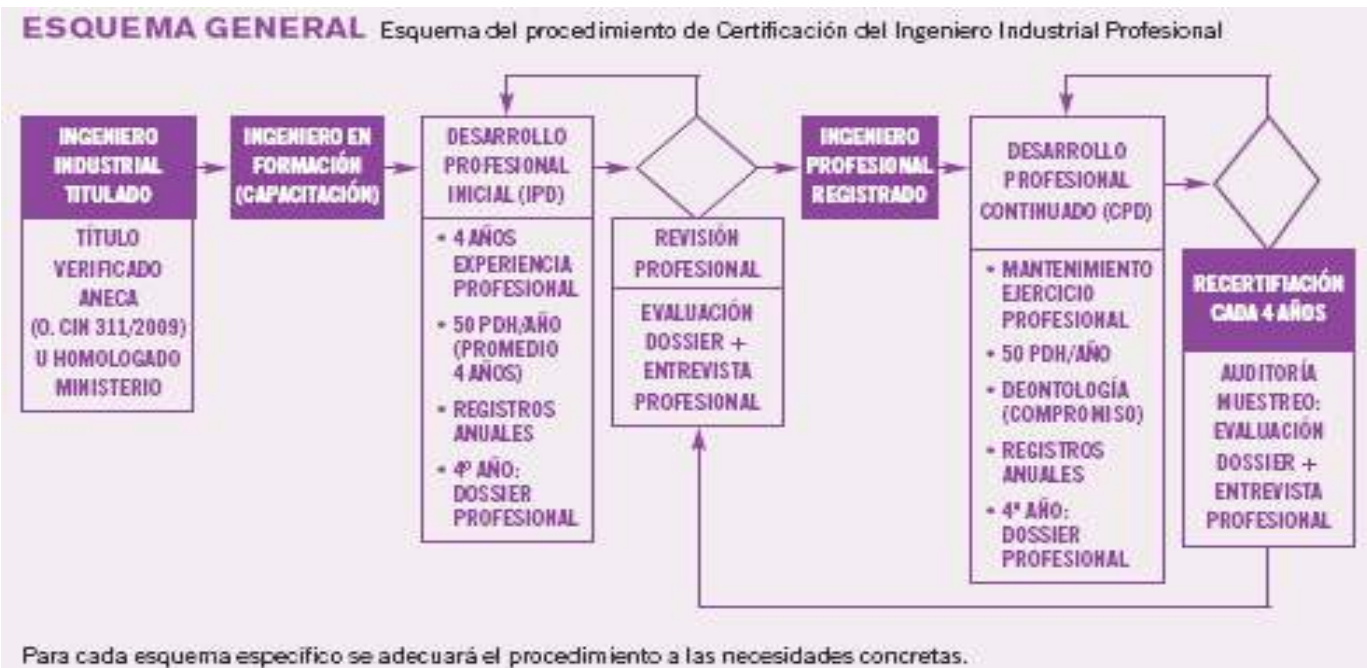 ESQUEMA GENERAL Esquema del procedimiento de Certificación del Ingeniero Industrial Profesional
INGENIERO
INDUSTRIAL
TITULADO
TÍTULO
VERIFICADO
ANECA
(O. CIN 311/2009)
U HOMOLOGADO
MINISTERIO
INGENIERO EN
FORMACIÓN
(CAPACITACIÓN)
DESARROLLO
PROFESIONAL
INICIAL (IPD)
• 4 AÑOS
EXPERIENCIA
PROFESIONAL
• 50 PDH/AÑO
(PROMEDIO
4 AÑOS)
• REGISTROS
ANUALES
• 4º AÑO:
DOSSIER
PROFESIONAL
REVISIÓN
PROFESIONAL
EVALUACIÓN
DOSSIER +
ENTREVISTA
PROFESIONAL
INGENIERO
PROFESIONAL
REGISTRADO
DESARROLLO
PROFESIONAL
CONTINUADO (CPD)
• MANTENIMIENTO
EJERCICIO
PROFESIONAL
• 50 PDH/AÑO
• DEONTOLOGÍA
(COMPROMISO)
• REGISTROS
ANUALES
• 4ª AÑO:
DOSSIER
PROFESIONAL
RECERTIFIACIÓN
CADA 4 AÑOS
AUDITORÍA
MUESTREO:
EVALUACIÓN
DOSSIER +
ENTREVISTA
PROFESIONAL
Para cada esquema específico se adecuará el procedimiento a las necesidades concretas.